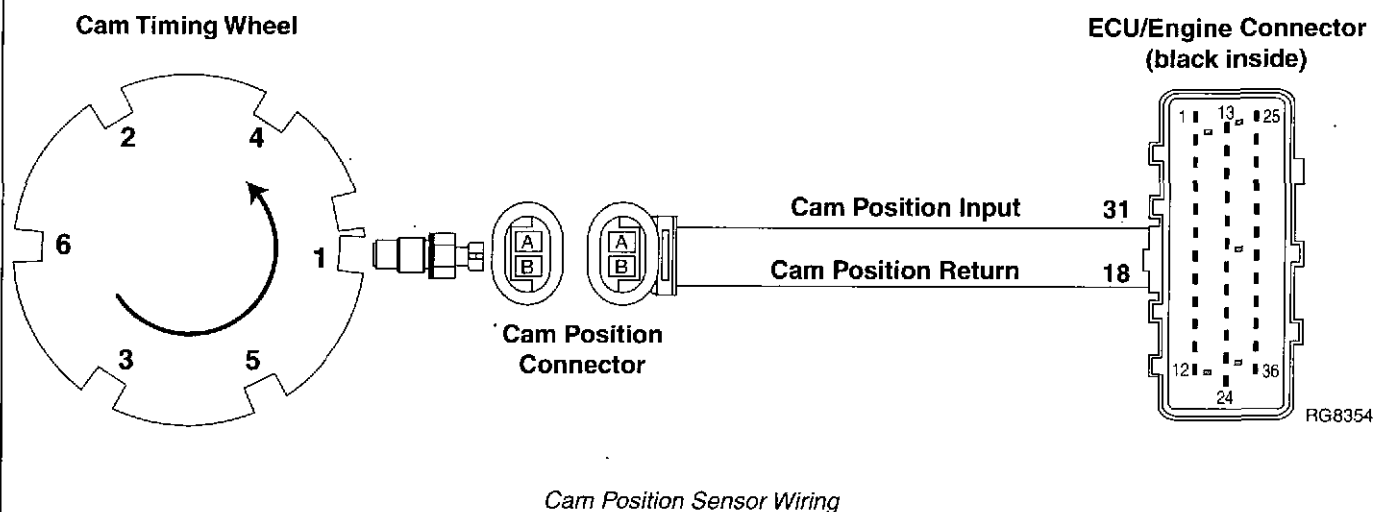 Cam Timing Wheel
ECU/Engine Connector
(black inside)
2
4
6
1
3
5
A
B
A
B
Cam Position
Connector
Cam Position Input 31
Cam Position Return 18
1
13
25
12
24
36
RG8354
Cam Position Sensor Wiring